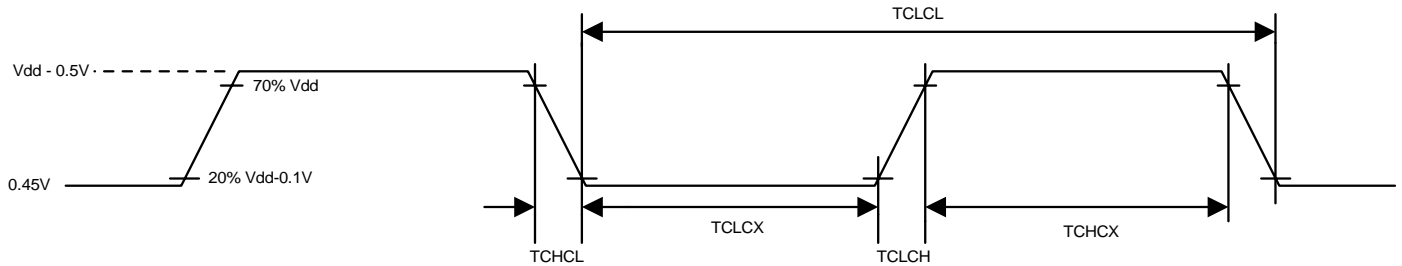 TCLCL
Vdd - 0.5V
70% Vdd
20% Vdd-0.1V
0.45V
TCLCX
TCHCX
TCHCL
TCLCH